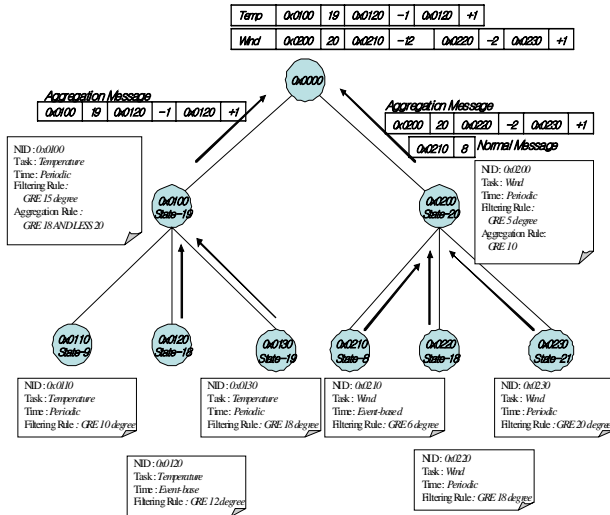 Temp 0x0100 19 0x0120 -1 0x0120 +1
Wind 0x0200 20 0x0210 -12 0x0220 -2 0x0230 +1
0x0000
Aggregation Message
0x0100 19 0x0120 -1 0x0120 +1
Aggregation Message
0x0200 20 0x0220 -2 0x0230 +1
0x0210 8 Normal Message
NID : 0x0100
Task : Temperature
Time : Periodic
Filtering Rule :
GRE 15 degree
Aggregation Rule :
GRE 18 AND LESS 20
0x0100
State-19
0x0200
State-20
NID : 0x0200
Task : Wind
Time : Periodic
Filtering Rule :
GRE 5 degree
Aggregation Rule:
GRE 10
0x0110
State-9
0x0120
State-18
0x0130
State-19
0x0210
State-8
0x0220
State-18
0x0230
State-21
NID : 0x0110
Task : Temperature
Time : Periodic
Filtering Rule : GRE 10 degree
NID : 0x0130
Task : Temperature
Time : Periodic
Filtering Rule : GRE 18 degree
NID : 0x0210
Task : Wind
Time : Event-based
Filtering Rule : GRE 6 degree
NID : 0x0230
Task : Wind
Time : Periodic
Filtering Rule : GRE 20 degree
NID : 0x0120
Task : Temperature
Time : Event-base
Filtering Rule : GRE 12 degree
NID : 0x0220
Task : Wind
Time : Periodic
Filtering Rule : GRE 18 degree